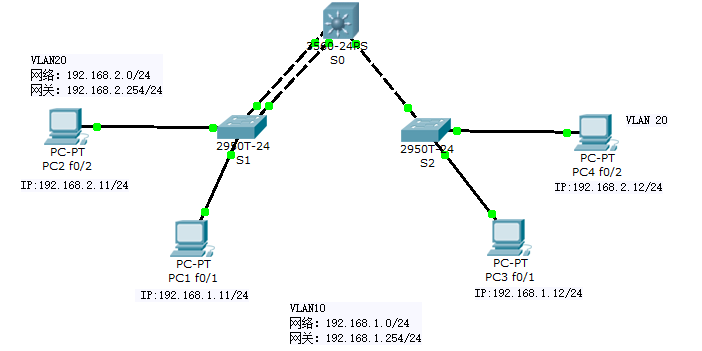 3560-24PS
S0
VLAN20
网络：192.168.2.0/24
网关：192.168.2.254/24
2950T-24
S1
2950T-24
S2
VLAN 20
PC-PT
PC2 f0/2
IP:192.168.2.11/24
PC-PT
PC4 f0/2
IP:192.168.2.12/24
PC-PT
PC1 f0/1
IP:192.168.1.11/24
PC-PT
PC3 f0/1
IP:192.168.1.12/24
VLAN10
网络：192.168.1.0/24
网关：192.168.1.254/24